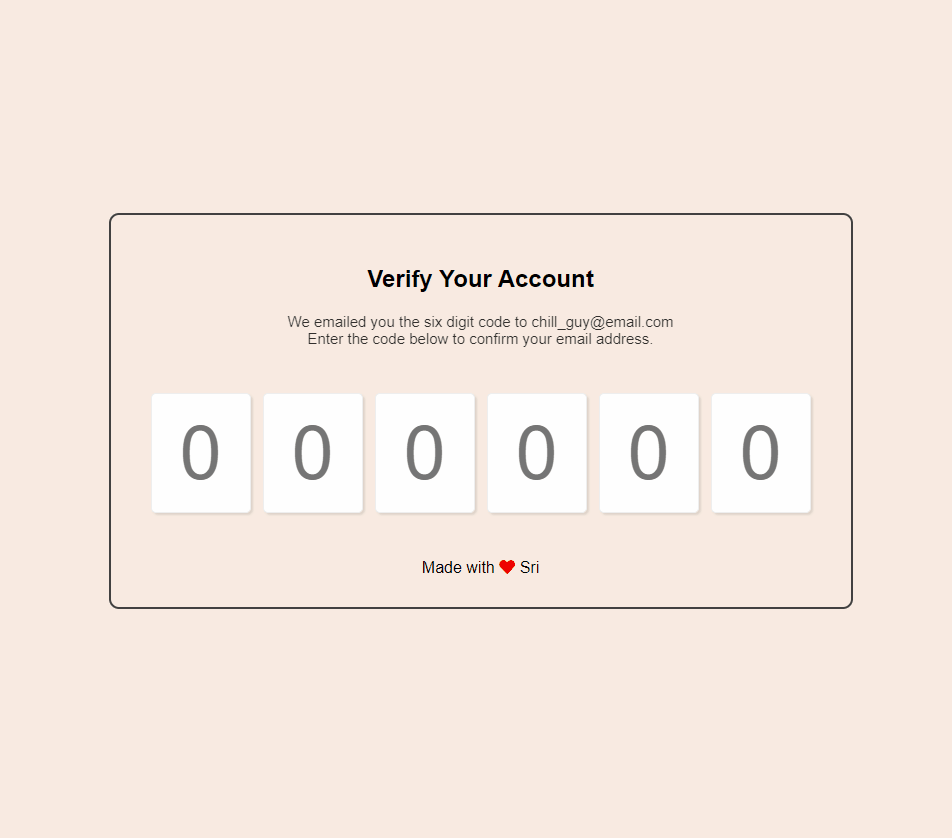 Verify Your Account
We emailed you the six digit code to chill_guy@email.com
Enter the code below to confirm your email address.
0 0 0 0 0 0
Made with ❤ Sri